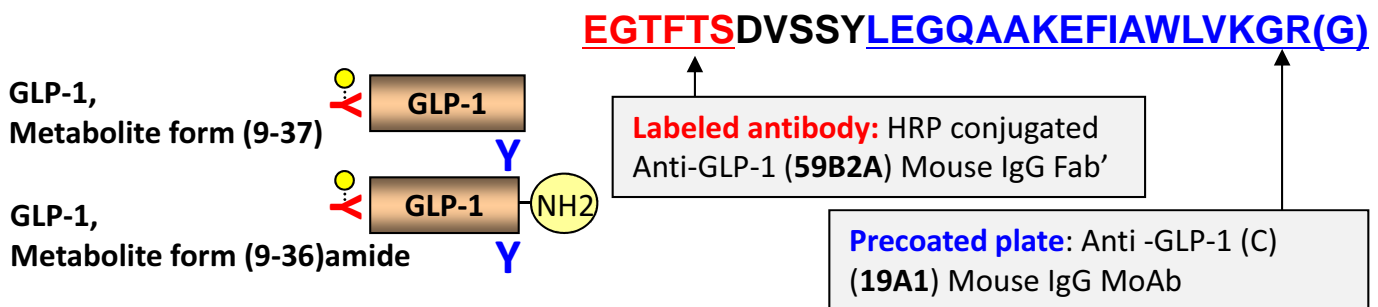 EGTFTSDVSSYLEGQAAKEFIAWLVKGR(G)
GLP-1,
Metabolite form (9-37)
GLP-1
GLP-1,
Metabolite form (9-36)amide
GLP-1
NH2
Labeled antibody: HRP conjugated
Anti-GLP-1 (59B2A) Mouse IgG Fab’
Precoated plate: Anti -GLP-1 (C)
(19A1) Mouse IgG MoAb